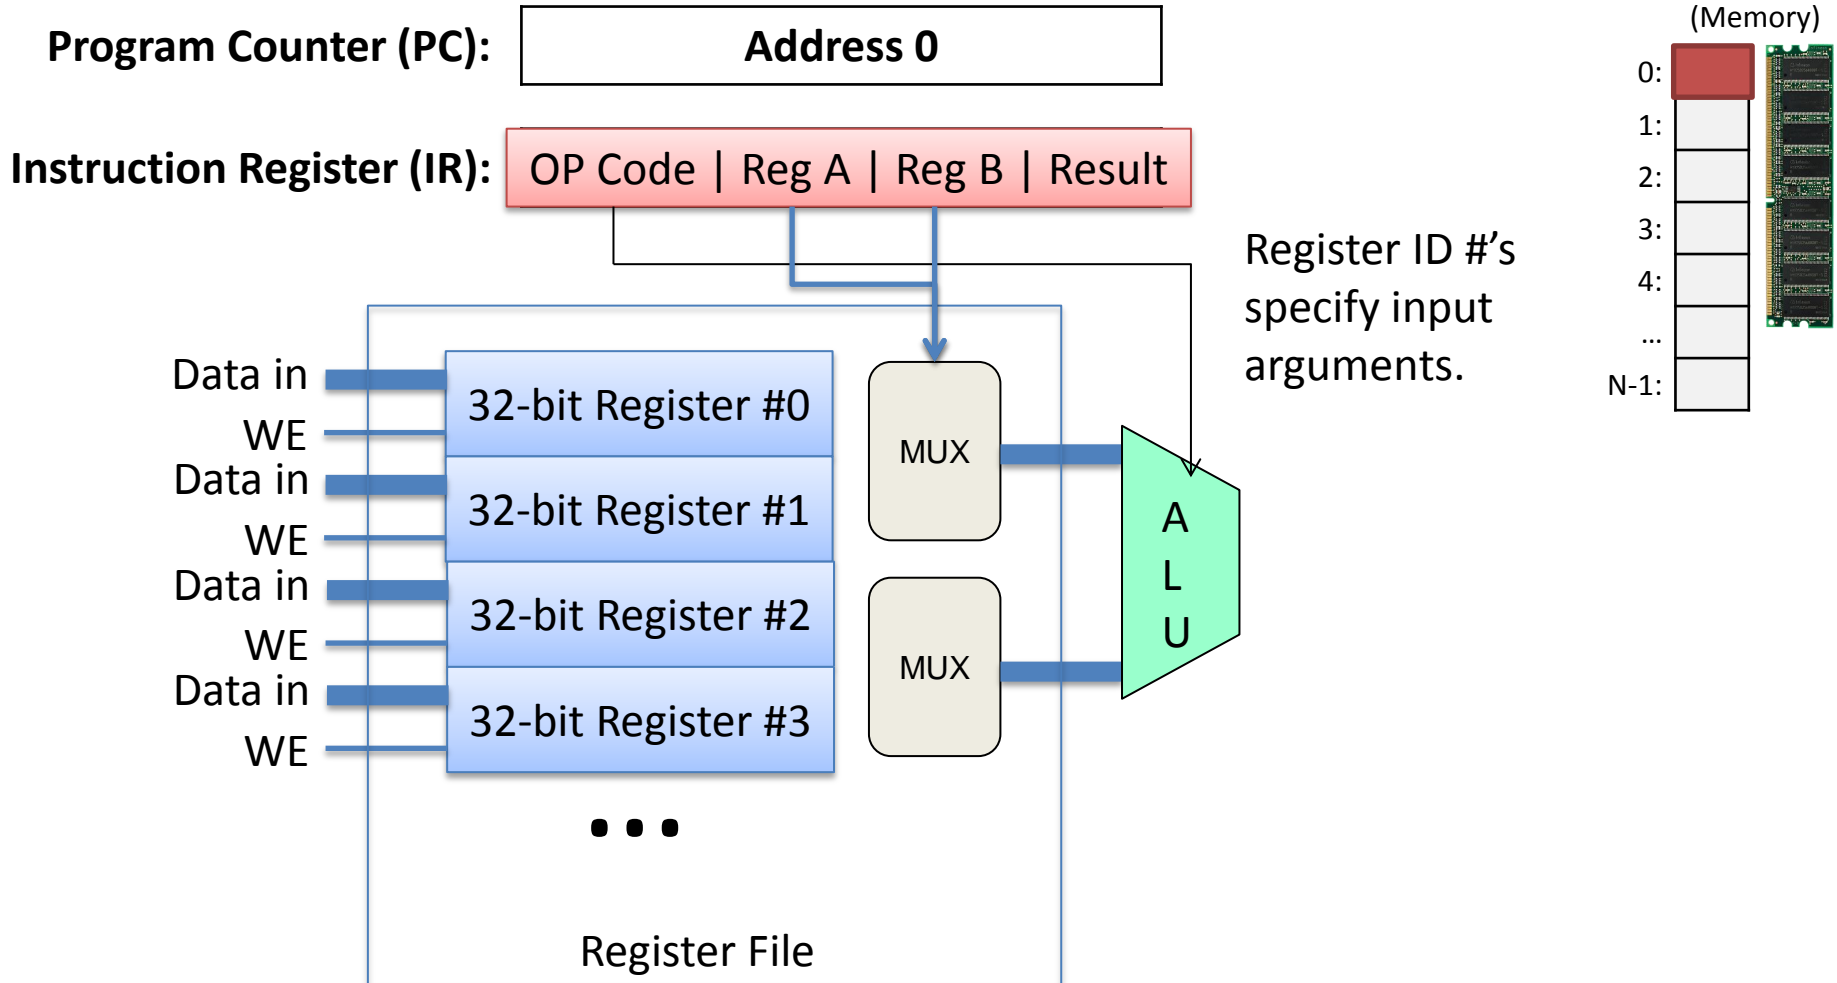 (Memory)
Program Counter (PC):
Address 0
Instruction Register (IR):
OP Code | Reg A | Reg B | Result
0:
1:
2:
3:
4:
...
N-1:
Register ID #'s
specify input
arguments.
Data in
WE
Data in
WE
Data in
WE
Data in
WE
32-bit Register #0
32-bit Register #1
32-bit Register #2
32-bit Register #3
...
MUX
MUX
A
L
U
Register File